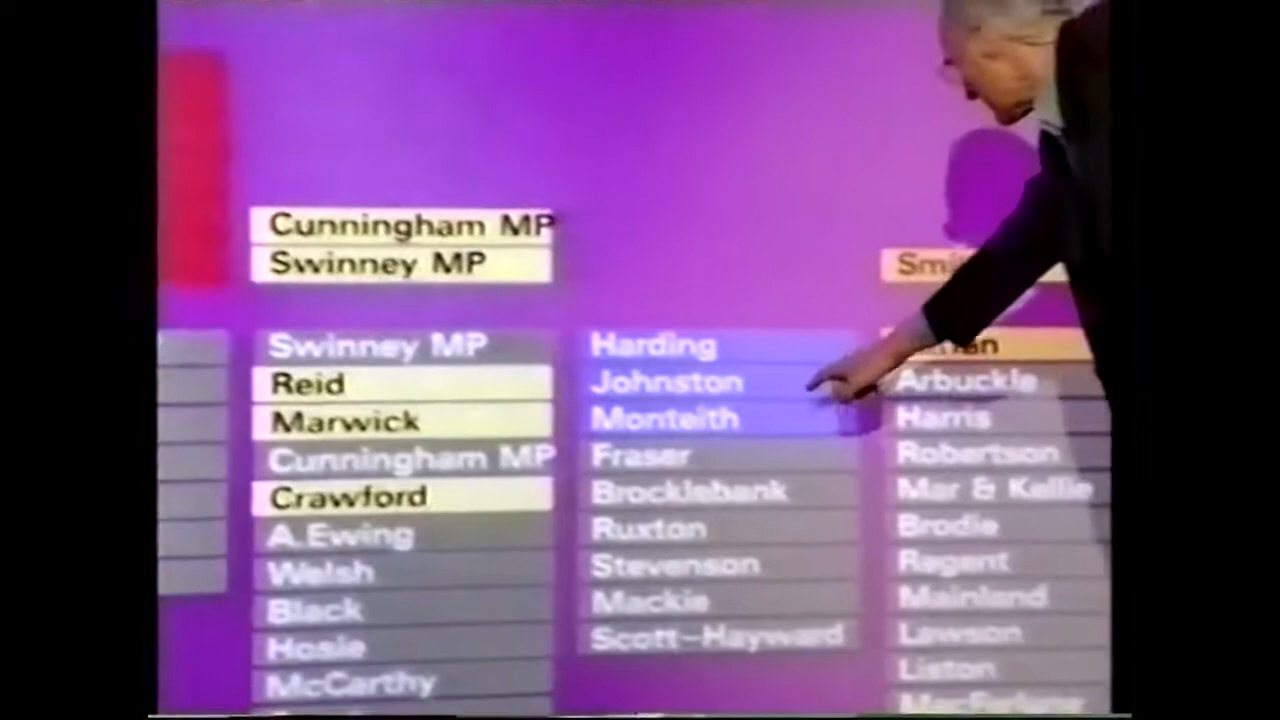 Cunningham MP
Swinney MP
Swinney MP
Reid
Marwick
Cunningham MP
Crawford
A.Ewing
Welsh
Black
Hosie
McCarthy
Harding
Johnston
Monteith
Fraser
Brocklebank
Ruxton
Stevenson
Mackie
Scott-Hayward
Arbuckle
Harris
Robertson
Mar & Kellie
Brodie
Regent
Mainland
Lawson
Liston
MacFarlane